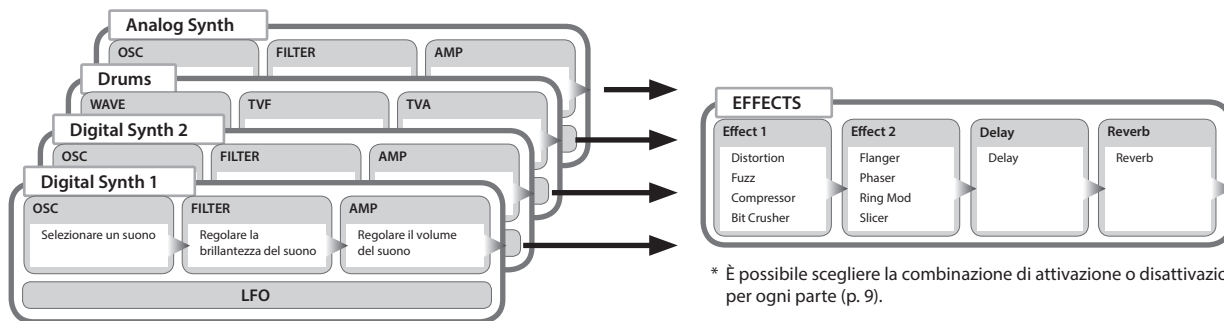 Analog Synth
OSC
FILTER
AMP
Drums
WAVE
TVF
TVA
Digital Synth 2
OSC
FILTER
AMP
Digital Synth 1
OSC
Selezionare un suono
FILTER
Regolare la
brillantezza del suono
AMP
Regolare il volume
del suono
LFO
EFFECTS
Effect 1
Distortion
Fuzz
Compressor
Bit Crusher
Effect 2
Flanger
Phaser
Ring Mod
Slicer
Delay
Delay
Reverb
Reverb
* È possibile scegliere la combinazione di attivazione o
per ogni parte (p. 9).